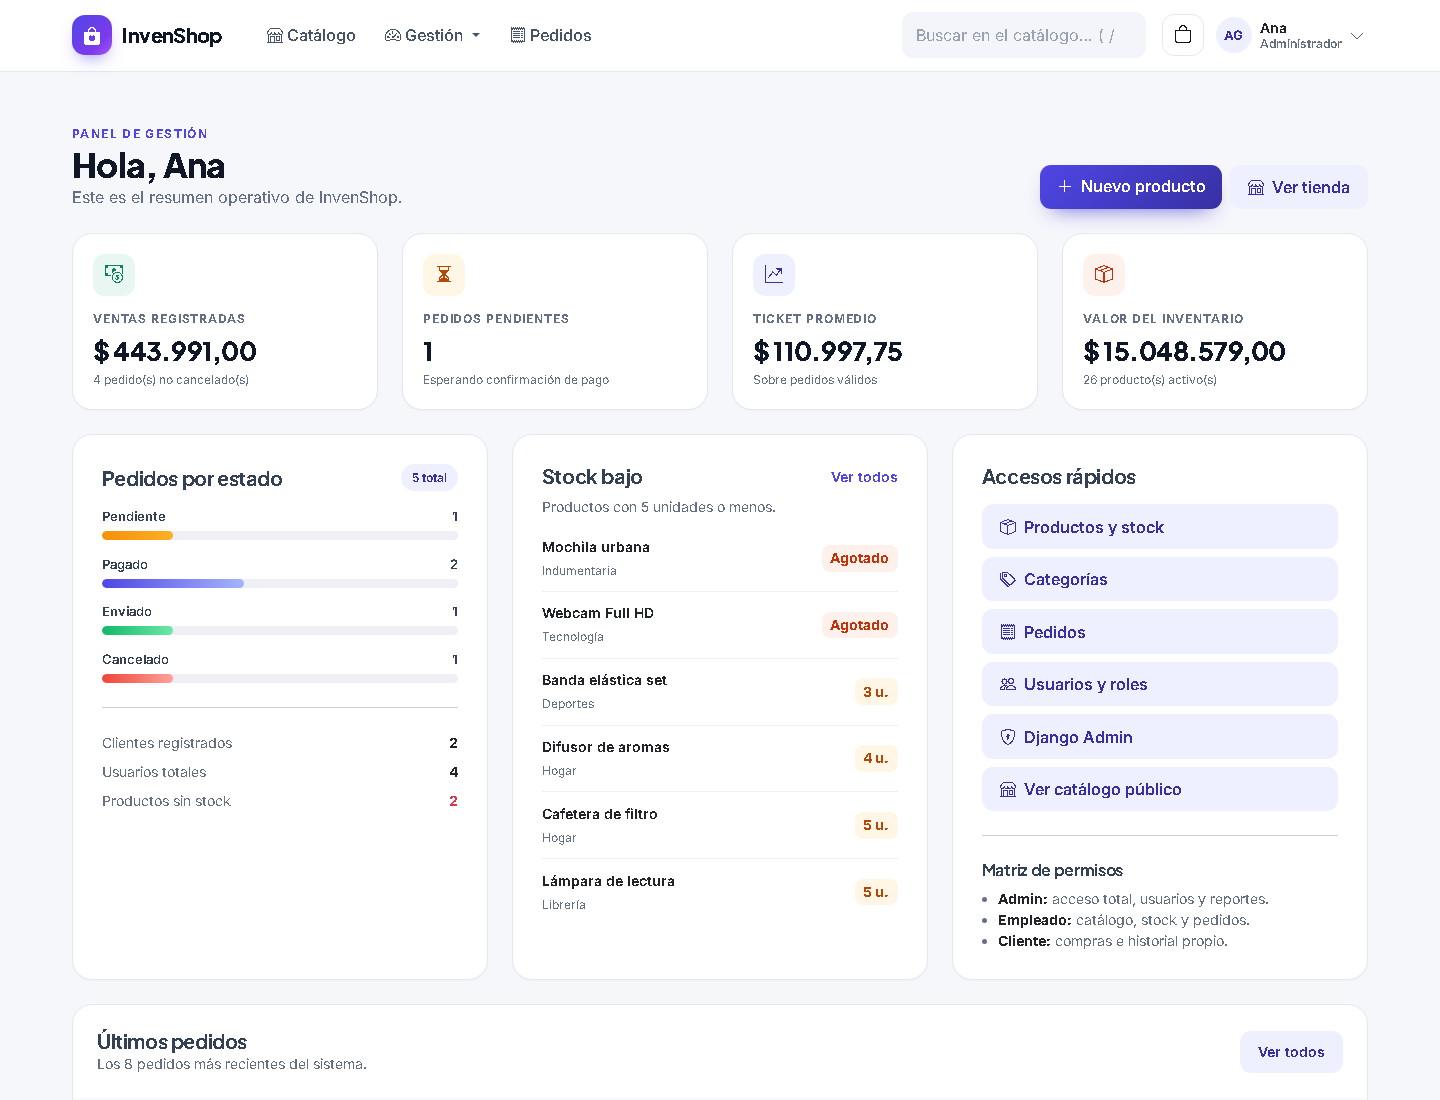 InvenShop
Catálogo
Gestión
Pedidos
Buscar en el catálogo... ( /
AG
Ana
Administrador
PANEL DE GESTIÓN
Hola, Ana
Este es el resumen operativo de InvenShop.
Nuevo producto
Ver tienda
VENTAS REGISTRADAS
$443.991,00
4 pedido(s) no cancelado(s)
PEDIDOS PENDIENTES
1
Esperando confirmación de pago
TICKET PROMEDIO
$110.997,75
Sobre pedidos válidos
VALOR DEL INVENTARIO
$15.048.579,00
26 producto(s) activo(s)
Pedidos por estado
5 total
Pendiente 1
Pagado 2
Enviado 1
Cancelado 1
Clientes registrados 2
Usuarios totales 4
Productos sin stock 2
Stock bajo
Ver todos
Productos con 5 unidades o menos.
Mochila urbana
Indumentaria
Agotado
Webcam Full HD
Tecnología
Agotado
Banda elástica set
Deportes
3 u.
Difusor de aromas
Hogar
4 u.
Cafetera de filtro
Hogar
5 u.
Lámpara de lectura
Librería
5 u.
Accesos rápidos
Productos y stock
Categorías
Pedidos
Usuarios y roles
Django Admin
Ver catálogo público
Matriz de permisos
Admin: acceso total, usuarios y reportes.
Empleado: catálogo, stock y pedidos.
Cliente: compras e historial propio.
Últimos pedidos
Los 8 pedidos más recientes del sistema.
Ver todos